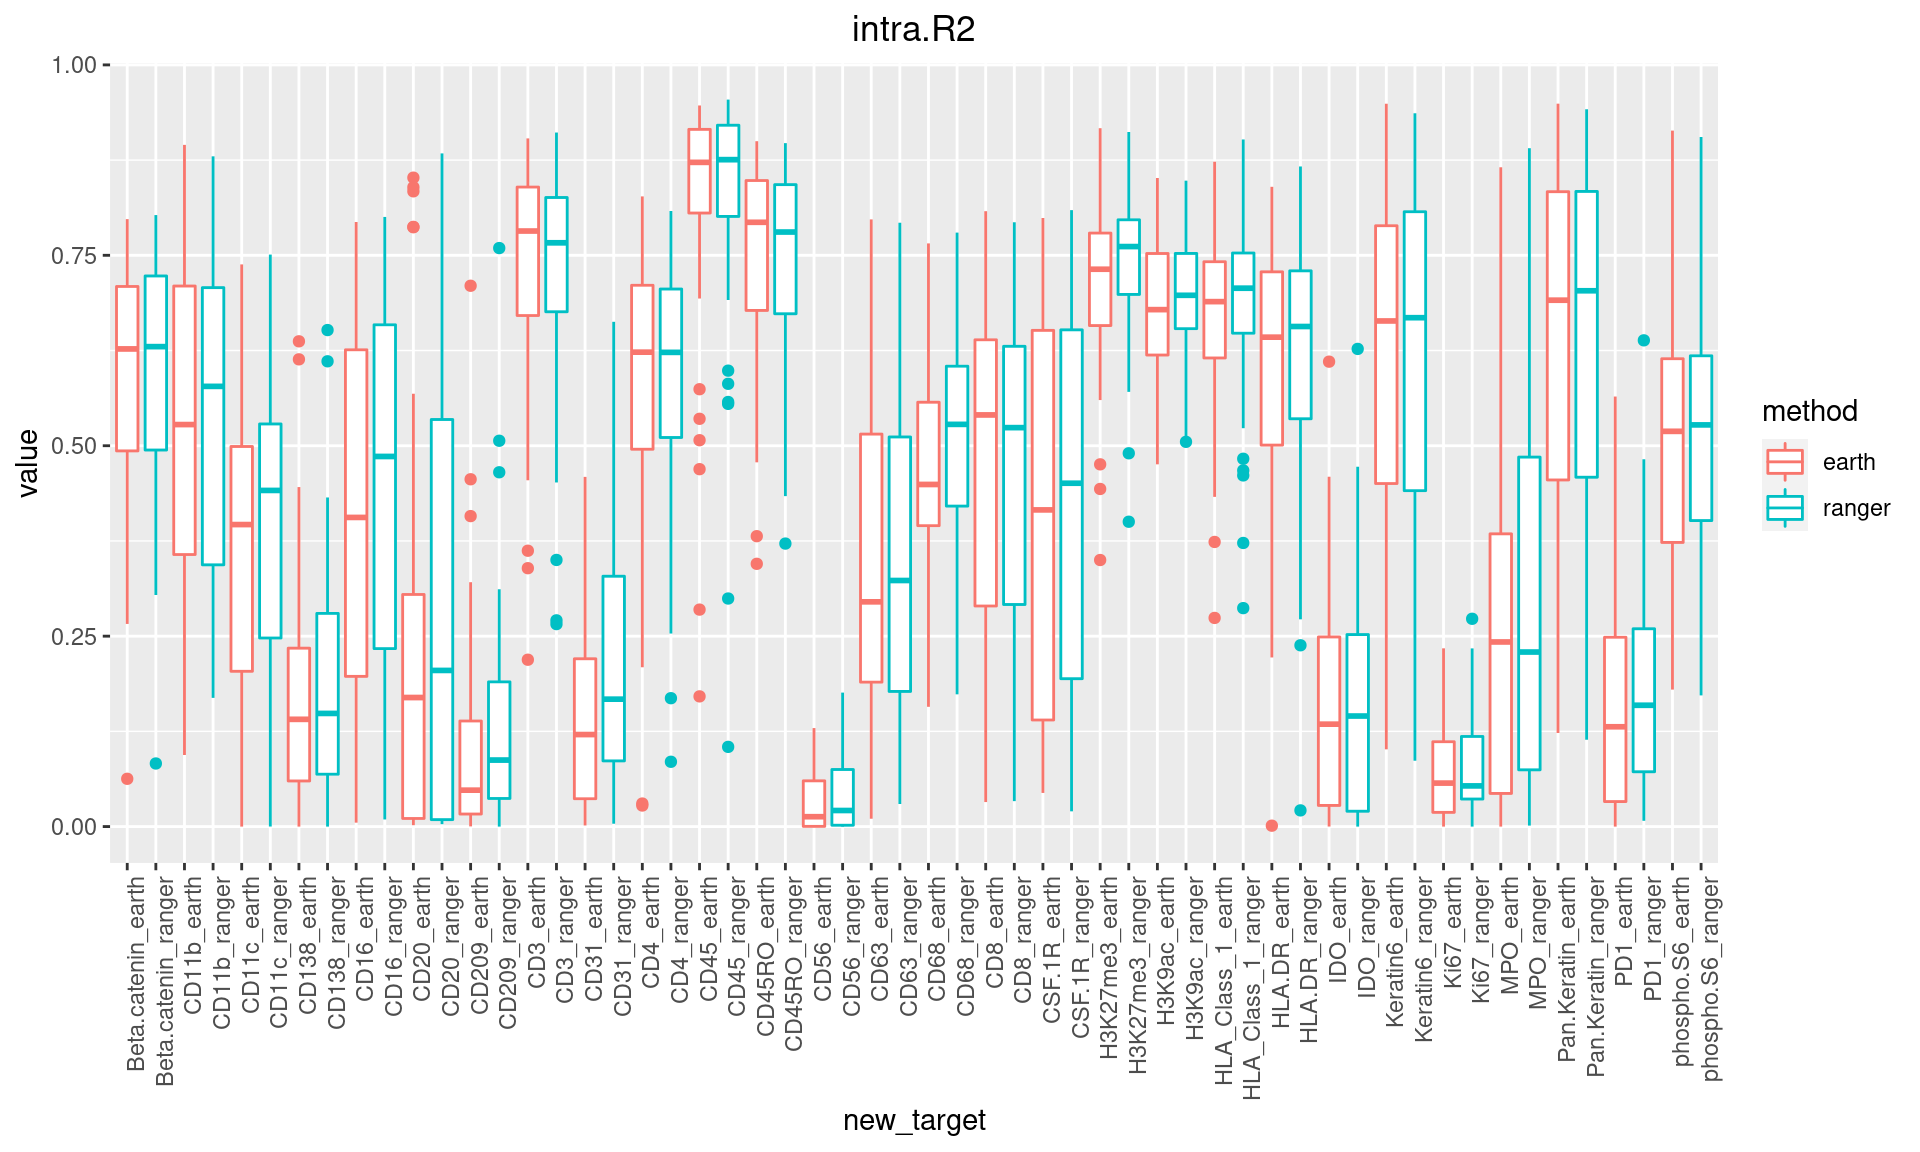 intra.R2
value
1.00
0.75
0.50
0.25
0.00
Beta.catenin_earth
Beta.catenin_ranger
CD11b_earth
CD11b_ranger
CD11c_earth
CD11c_ranger
CD138_earth
CD138_ranger
CD16_earth
CD16_ranger
CD20_earth
CD20_ranger
CD209_earth
CD209_ranger
CD3_earth
CD3_ranger
CD31_earth
CD31_ranger
CD4_earth
CD4_ranger
CD45_earth
CD45_ranger
CD45RO_earth
CD45RO_ranger
CD56_earth
CD56_ranger
CD63_earth
CD63_ranger
CD68_earth
CD68_ranger
CD8_earth
CD8_ranger
CSF.1R_earth
CSF.1R_ranger
H3K27me3_earth
H3K27me3_ranger
H3K9ac_earth
H3K9ac_ranger
HLA_Class_1_earth
HLA_Class_1_ranger
HLA.DR_earth
HLA.DR_ranger
IDO_earth
IDO_ranger
Keratin6_earth
Keratin6_ranger
Ki67_earth
Ki67_ranger
MPO_earth
MPO_ranger
Pan.Keratin_earth
Pan.Keratin_ranger
PD1_earth
PD1_ranger
phospho.S6_earth
phospho.S6_ranger
new_target
method
earth
ranger